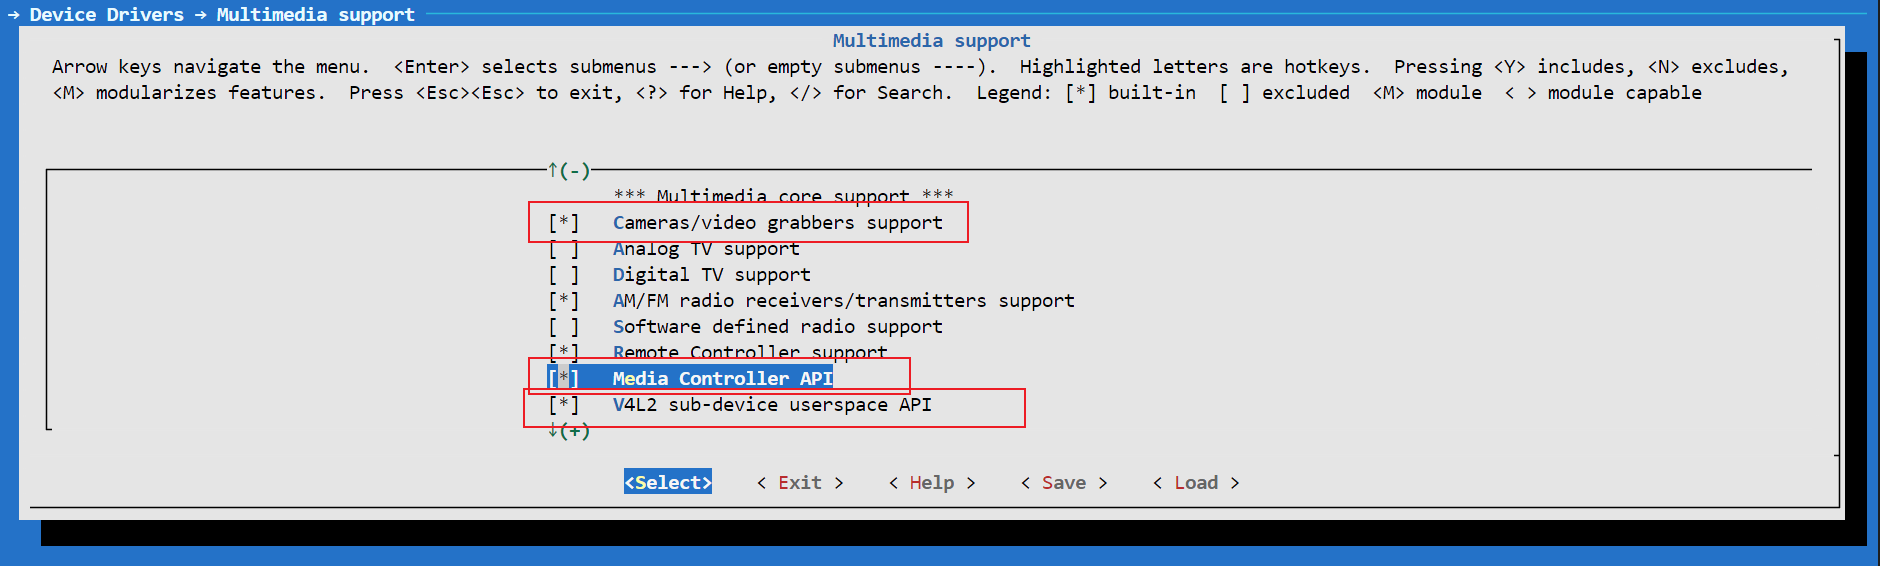 → Device Drivers → Multimedia support
Multimedia support
Arrow keys navigate the menu.  <Enter> selects submenus ---> (or empty submenus ----).  Highlighted letters are hotkeys.  Pressing <Y> includes, <N> excludes,
<M> modularizes features.  Press <Esc><Esc> to exit, <?> for Help, </> for Search.  Legend: [*] built-in  [ ] excluded  <M> module  < > module capable
↑(-)
*** Multimedia core support ***
[*]   Cameras/video grabbers support
[ ]   Analog TV support
[ ]   Digital TV support
[*]   AM/FM radio receivers/transmitters support
[ ]   Software defined radio support
[*]   Remote Controller support
[*]   Media Controller API
[*]   V4L2 sub-device userspace API
↓(+)
<Select>    < Exit >    < Help >    < Save >    < Load >